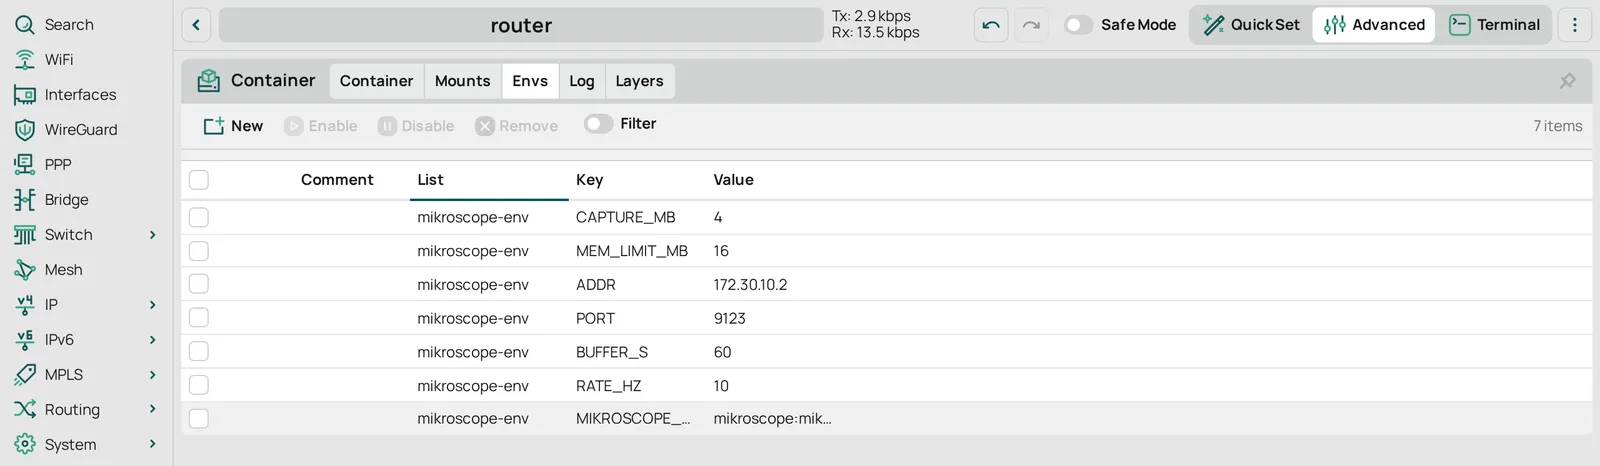 Search
WiFi
Interfaces
WireGuard
PPP
Bridge
Switch
Mesh
v4 IP
v6 IPv6
MPLS
Routing
System
router
Tx: 2.9 kbps
Rx: 13.5 kbps
Safe Mode
Quick Set
Advanced
Terminal
Container
Container Mounts Envs Log Layers
New Enable Disable Remove Filter
7 items
Comment List Key Value
mikroscope-env CAPTURE_MB 4
mikroscope-env MEM_LIMIT_MB 16
mikroscope-env ADDR 172.30.10.2
mikroscope-env PORT 9123
mikroscope-env BUFFER_S 60
mikroscope-env RATE_HZ 10
mikroscope-env MIKROSCOPE_... mikroscope:mik...